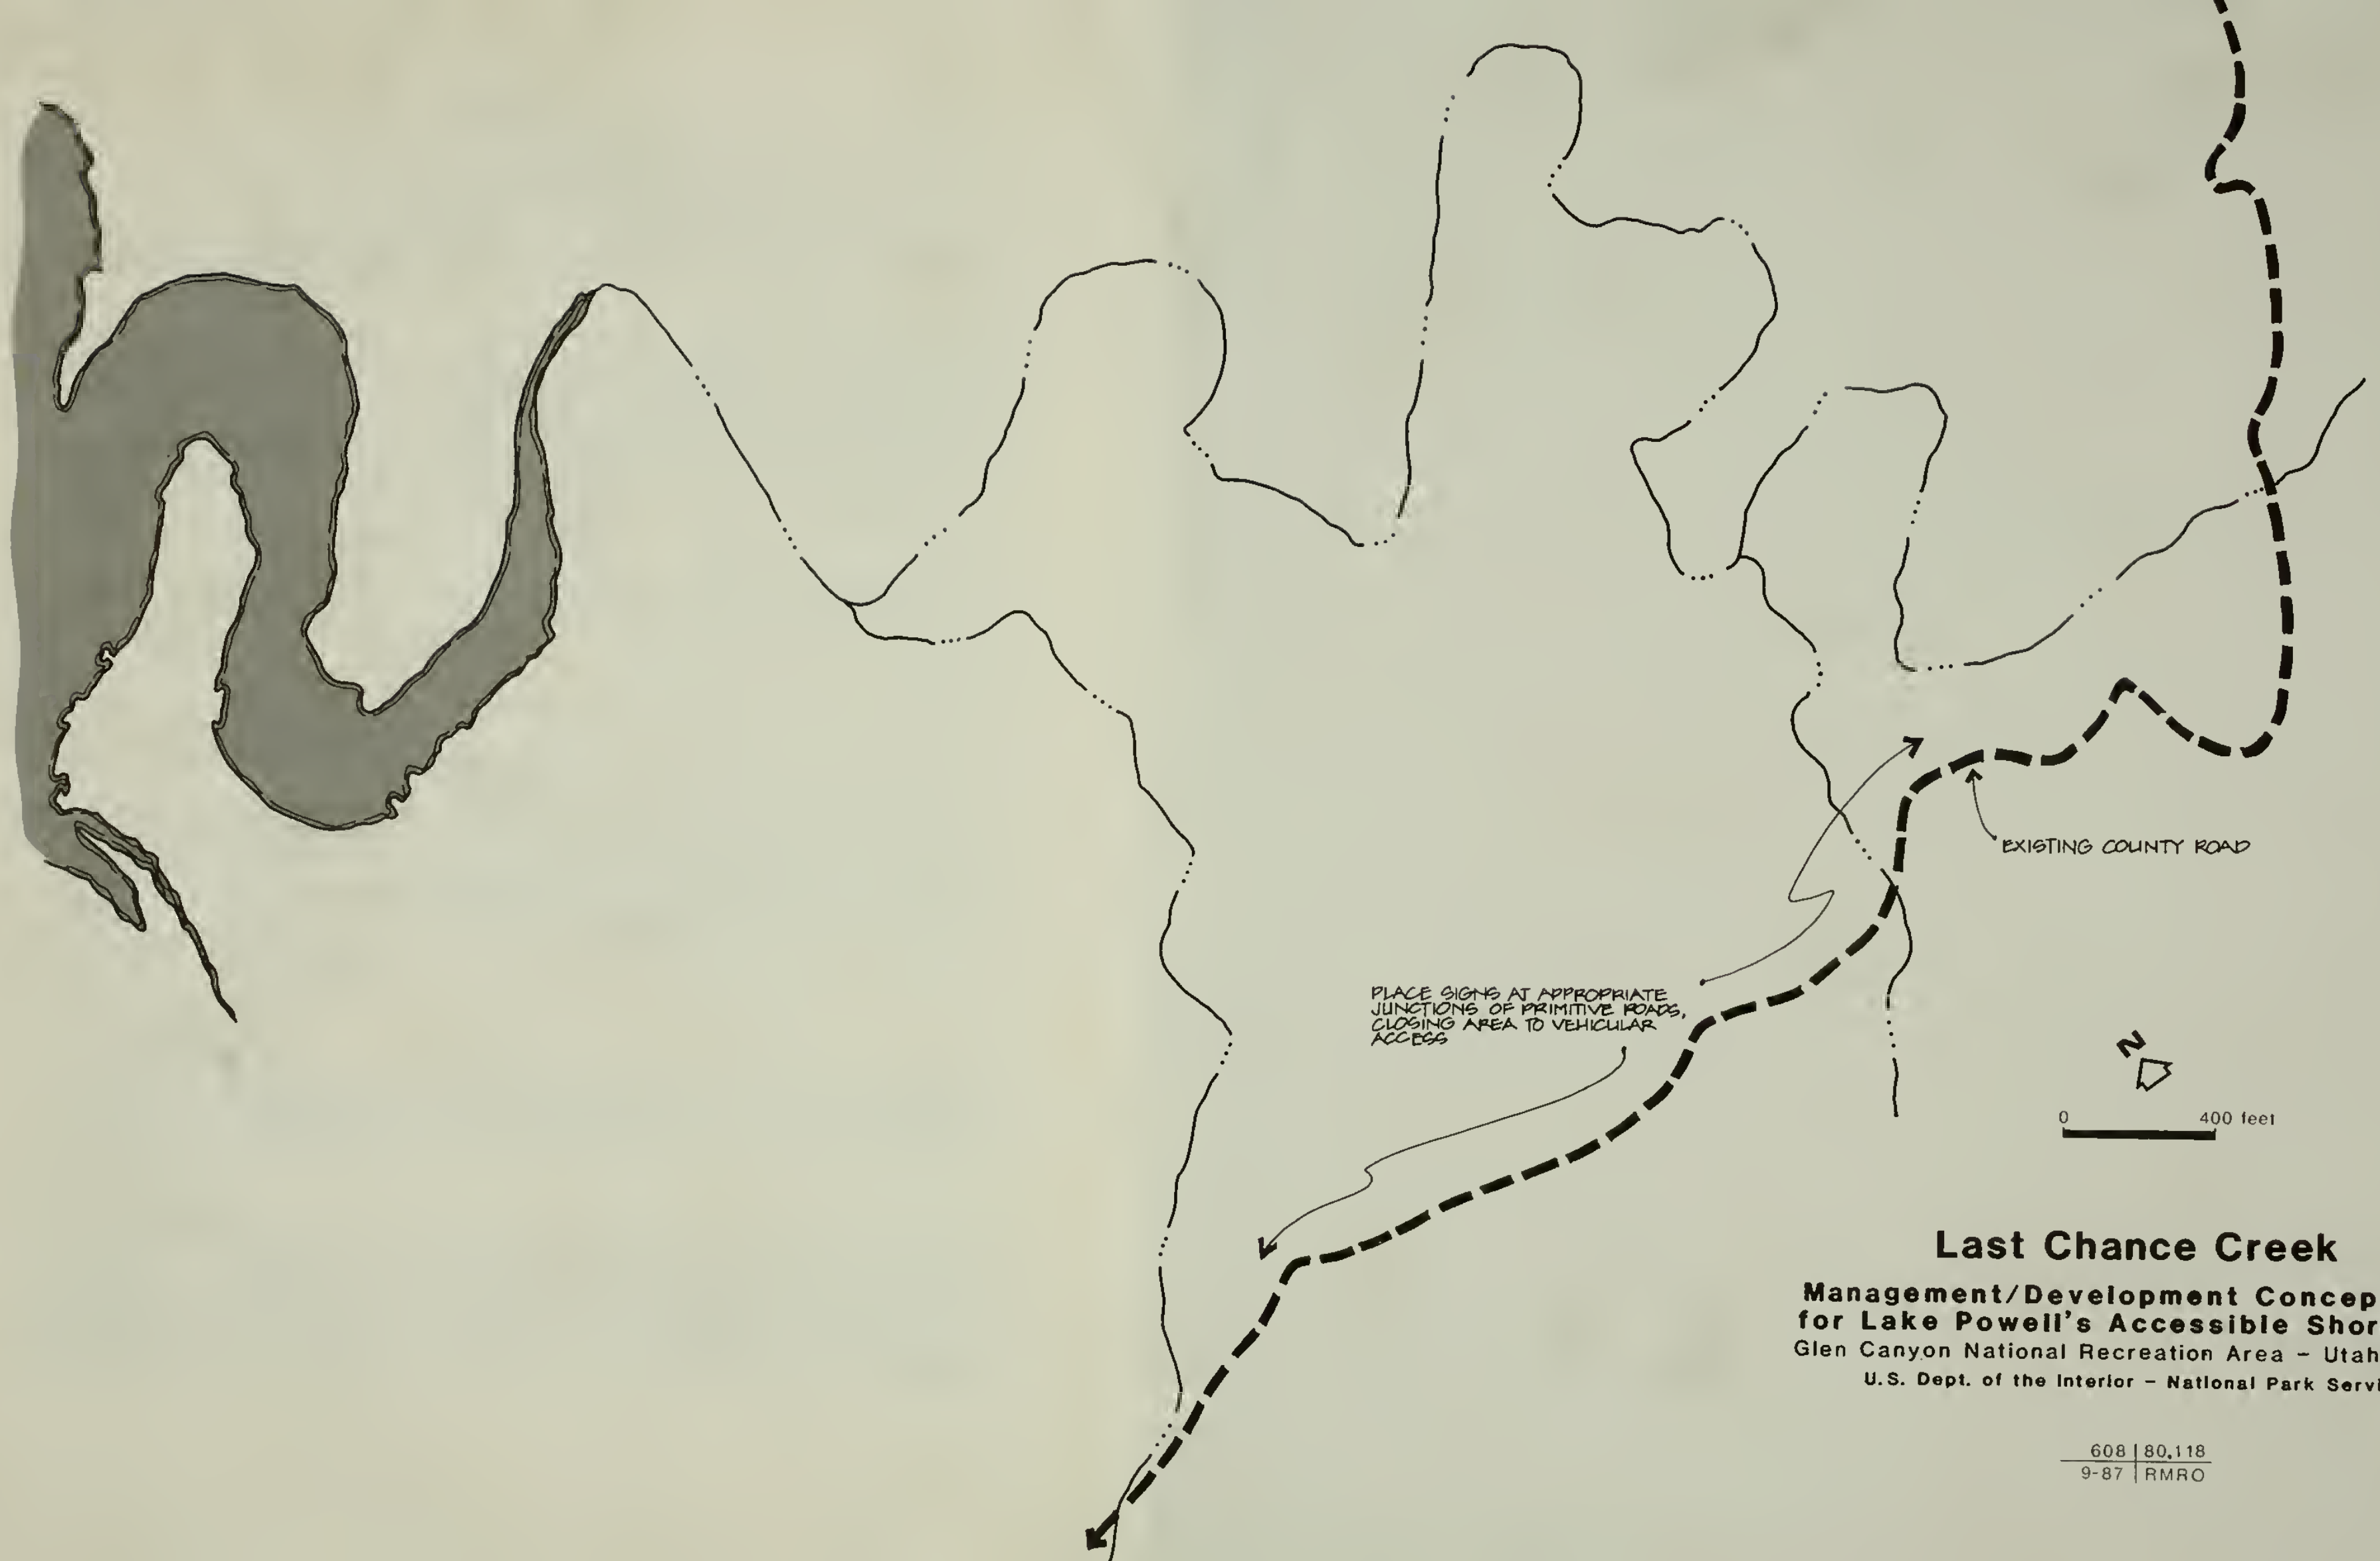 EXISTING COUNTY ROAD
PLACE SIGNS AT APPROPRIATE
JUNCTIONS OF PRIMITIVE ROADS,
CLOSING AREA TO VEHICULAR
ACCESS
N
0 400 feet
Last Chance Creek
Management/Development Concep
for Lake Powell's Accessible Shor
Glen Canyon National Recreation Area – Utah
U.S. Dept. of the Interior – National Park Servi
608 | 80,118
9-87 | RMRO